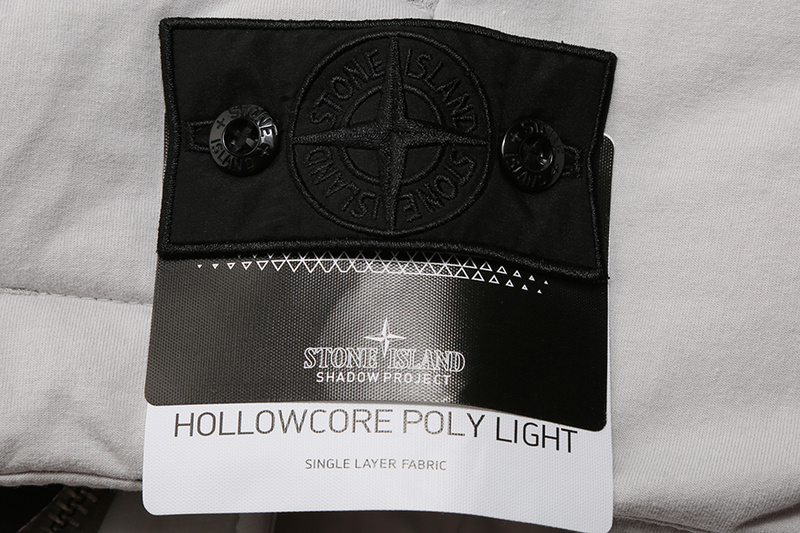 STONE ISLAND
STONE ISLAND
STONE
ISLAND
STONE
ISLAND
STONE ISLAND
SHADOW PROJECT
HOLLOWCORE POLY LIGHT
SINGLE LAYER FABRIC